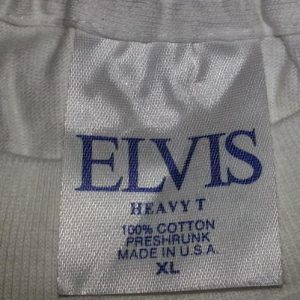 ELVIS
HEAVY T
100% COTTON
PRESHRUNK
MADE IN U.S.A.
XL